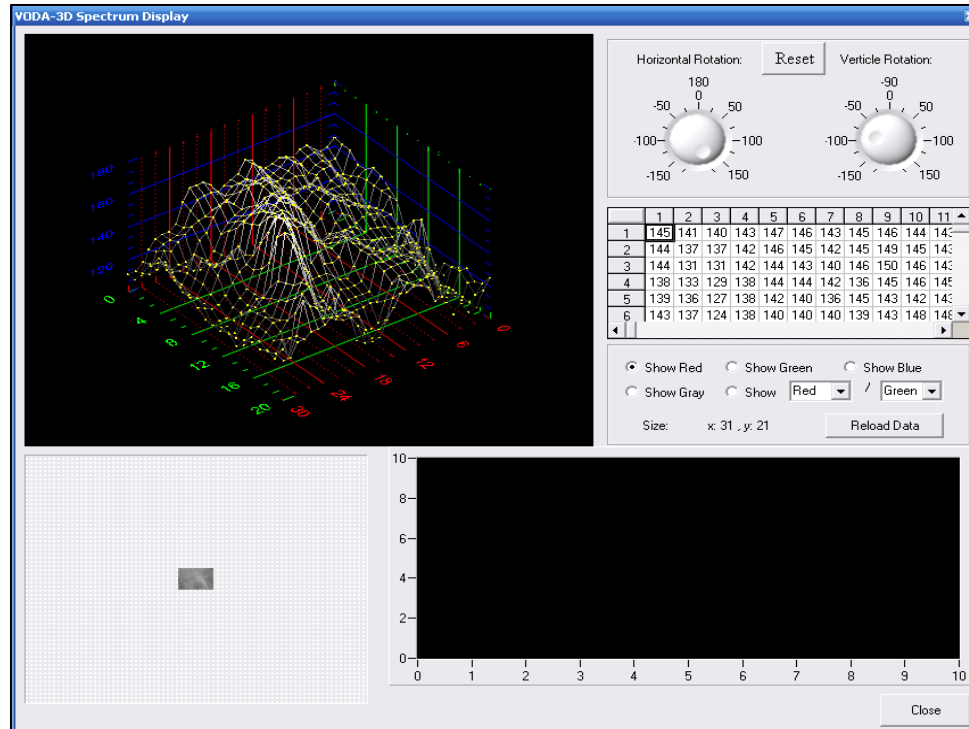 VODA-3D Spectrum Display
180
160
140
120
0
4
8
12
16
20
30
24
18
12
6
0
Horizontal Rotation:
Reset
Verticle Rotation:
180
0
-50 50
-100 100
-150 150
-90
0
-50 50
-100 100
-150 150
1 2 3 4 5 6 7 8 9 10 11
1 145 141 140 143 147 146 143 145 146 144 143
2 144 137 137 142 146 145 142 145 149 145 143
3 144 131 131 142 144 143 140 146 150 146 143
4 138 133 129 138 144 144 142 136 145 146 145
5 139 136 127 138 142 140 136 145 143 142 143
6 143 137 124 138 140 140 140 139 143 148 148
Show Red Show Green Show Blue
Show Gray Show Red / Green
Size: x: 31 , y: 21 Reload Data
10
8
6
4
2
0
0 1 2 3 4 5 6 7 8 9 10
Close